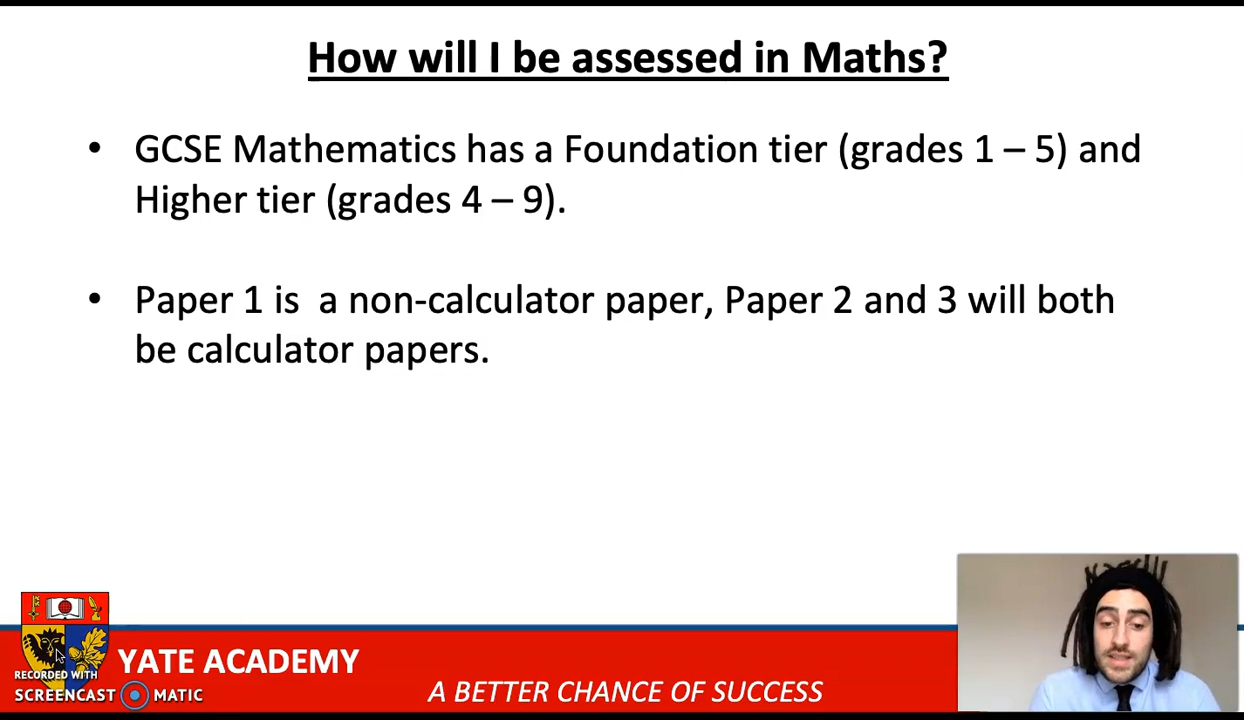 How will I be assessed in Maths?
• GCSE Mathematics has a Foundation tier (grades 1 – 5) and
Higher tier (grades 4 – 9).
• Paper 1 is  a non-calculator paper, Paper 2 and 3 will both
be calculator papers.
YATE ACADEMY
RECORDED WITH
SCREENCAST MATIC
A BETTER CHANCE OF SUCCESS